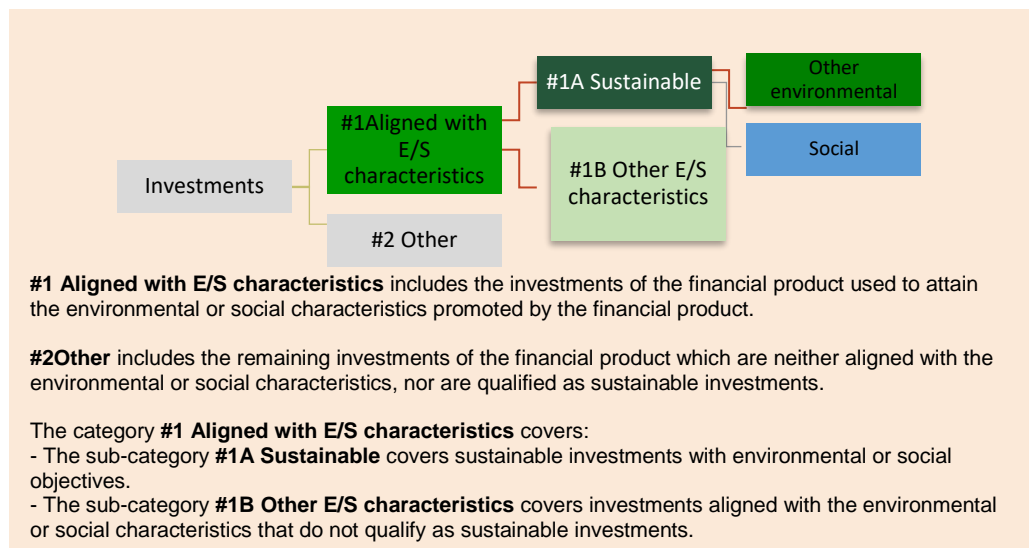 Other
environmental
#1A Sustainable
#1Aligned with
E/S
characteristics
Social
#1B Other E/S
characteristics
Investments
#2 Other
#1 Aligned with E/S characteristics includes the investments of the financial product used to attain
the environmental or social characteristics promoted by the financial product.
#2Other includes the remaining investments of the financial product which are neither aligned with the
environmental or social characteristics, nor are qualified as sustainable investments.
The category #1 Aligned with E/S characteristics covers:
- The sub-category #1A Sustainable covers sustainable investments with environmental or social
objectives.
- The sub-category #1B Other E/S characteristics covers investments aligned with the environmental
or social characteristics that do not qualify as sustainable investments.